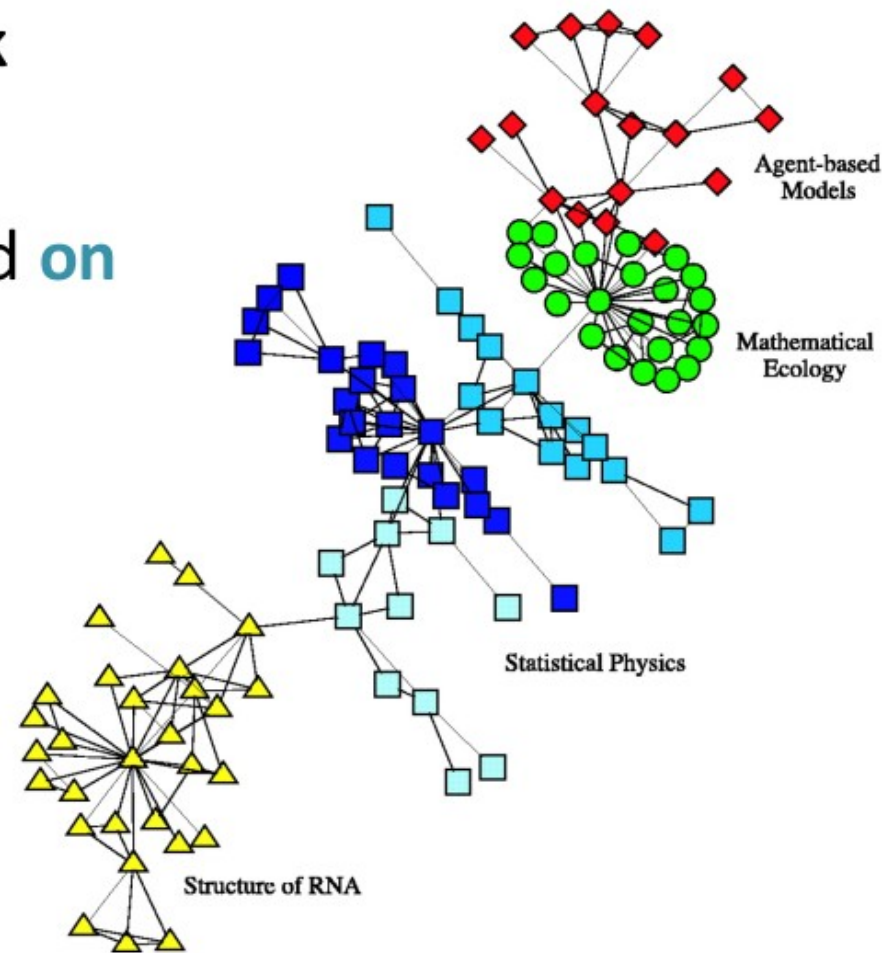 k
d on
Agent-based
Models
Mathematical
Ecology
Statistical Physics
Structure of RNA